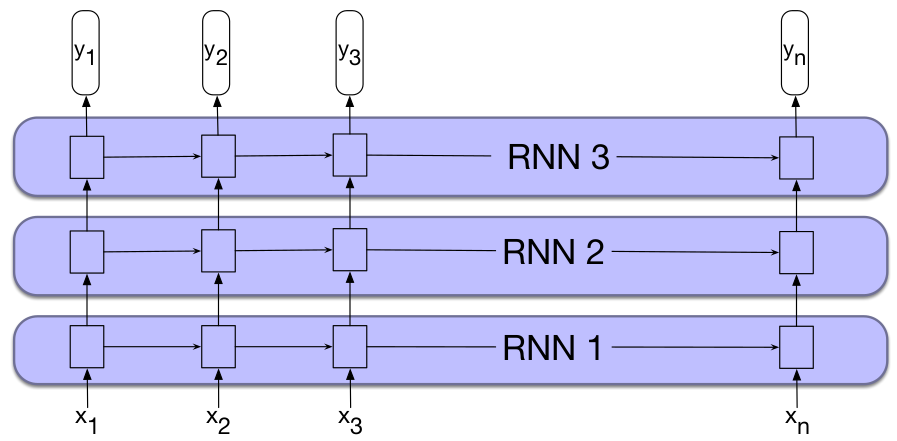 y1 y2 y3 yn
RNN 3
RNN 2
RNN 1
x1 x2 x3 xn